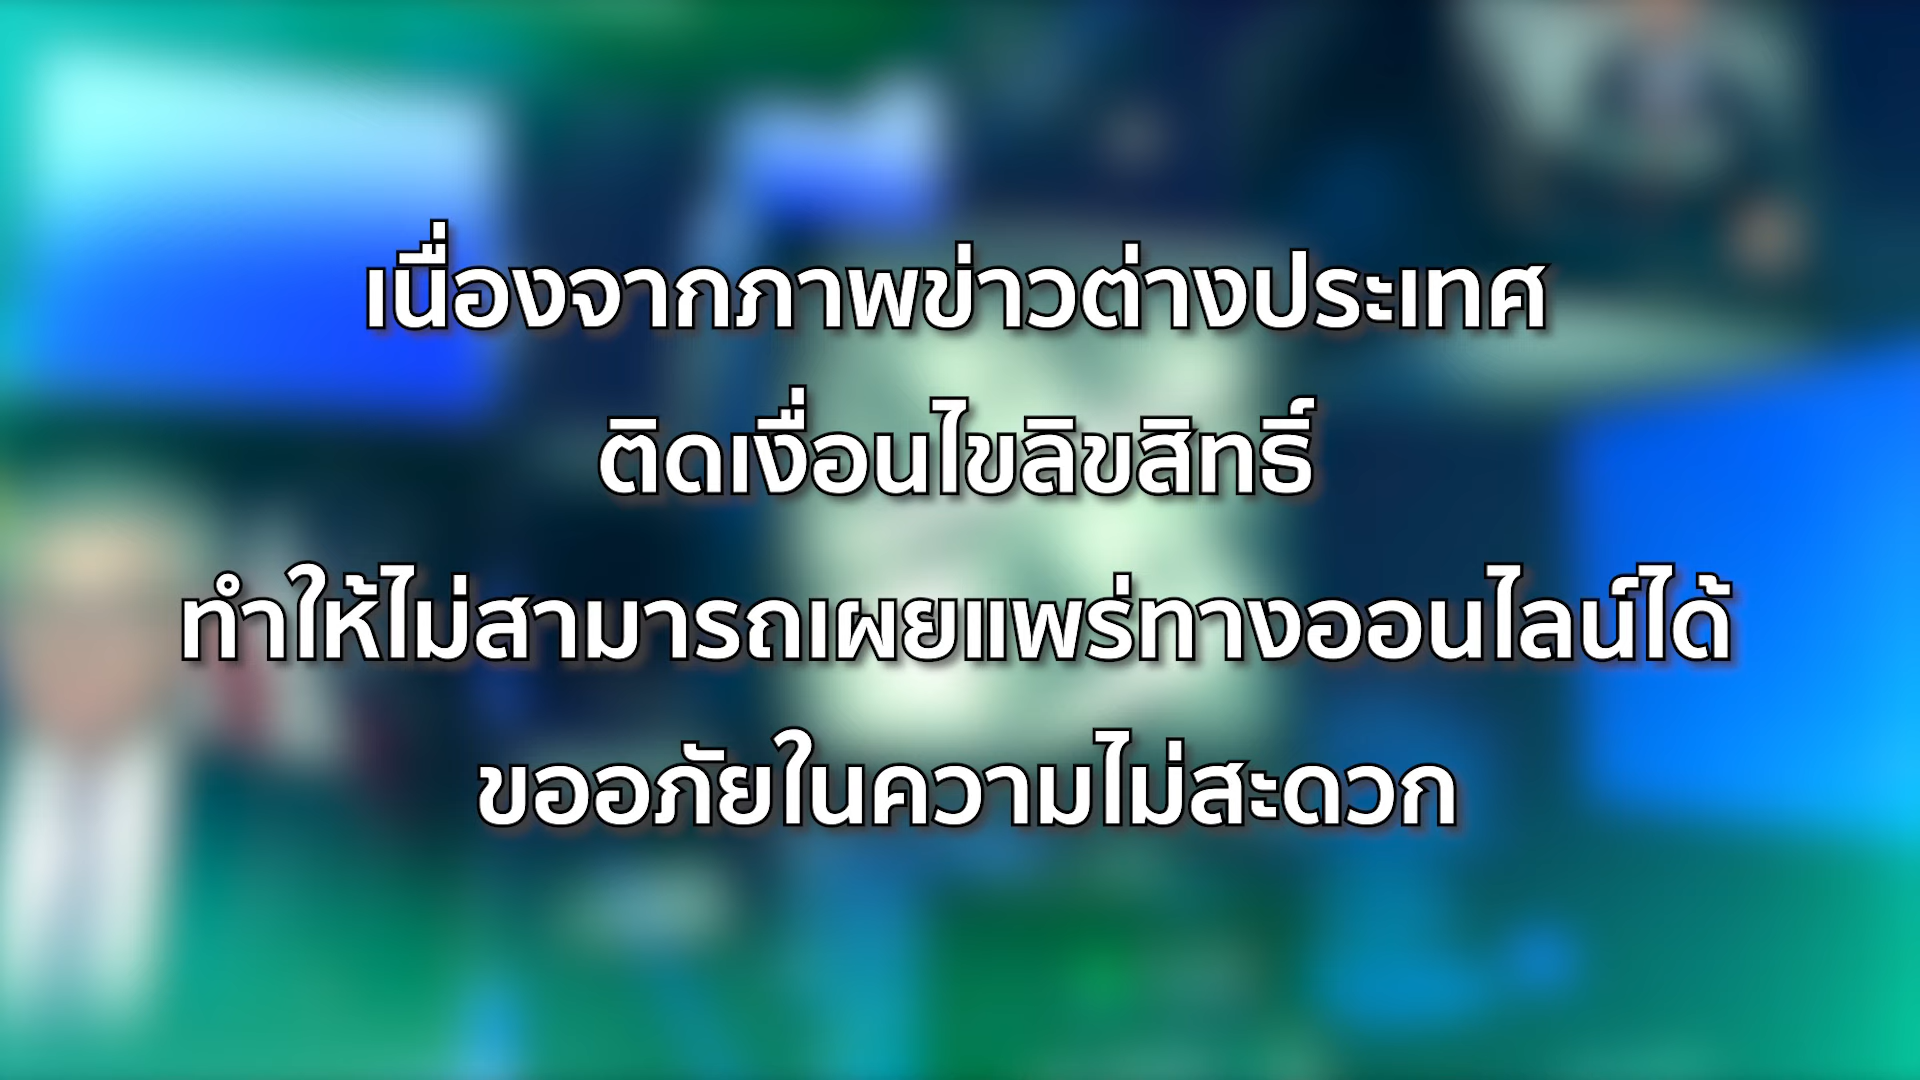 เนื่องจากภาพข่าวต่างประเทศ
ติดเงื่อนไขลิขสิทธิ์
ทำให้ไม่สามารถเผยแพร่ทางออนไลน์ได้
ขออภัยในความไม่สะดวก